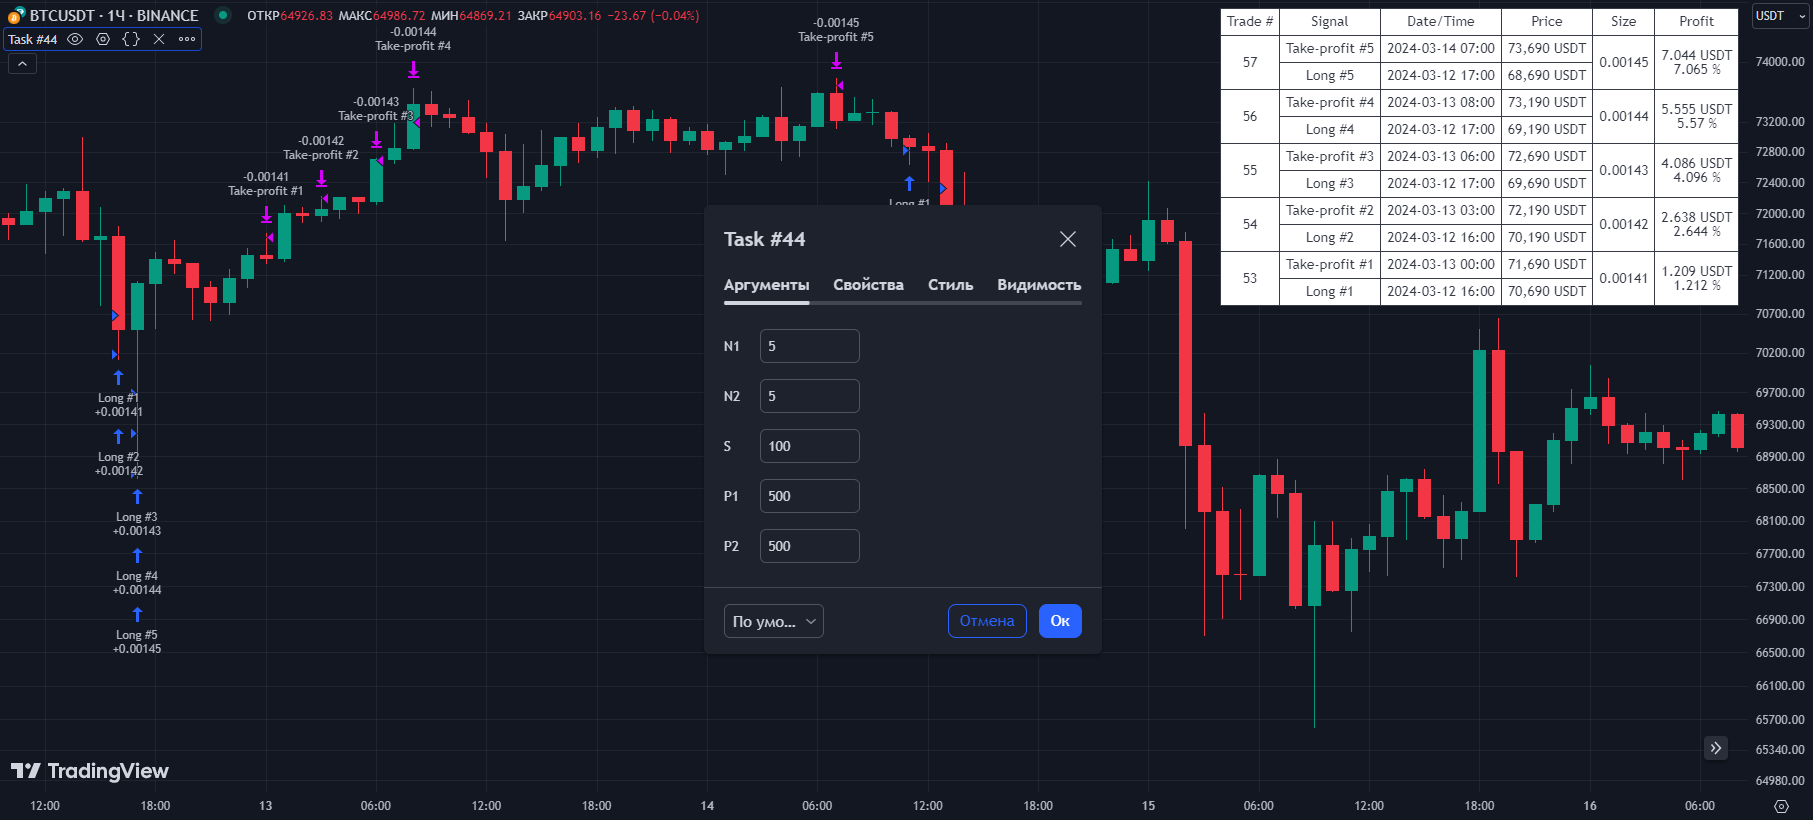 BTCUSDT · 1Ч · BINANCE ОТКР64926.83 МАКС64986.72 МИН64869.21 ЗАКР64903.16 −23.67 (−0.04%)
Task #44
-0.00141
Take-profit #1
-0.00142
Take-profit #2
-0.00143
Take-profit #3
-0.00144
Take-profit #4
-0.00145
Take-profit #5
Long #1
+0.00141
Long #2
+0.00142
Long #3
+0.00143
Long #4
+0.00144
Long #5
+0.00145
Long #1
Trade # Signal Date/Time Price Size Profit
57 Take-profit #5 2024-03-14 07:00 73,690 USDT 0.00145 7.044 USDT
7.065 %
Long #5 2024-03-12 17:00 68,690 USDT
56 Take-profit #4 2024-03-13 08:00 73,190 USDT 0.00144 5.555 USDT
5.57 %
Long #4 2024-03-12 17:00 69,190 USDT
55 Take-profit #3 2024-03-13 06:00 72,690 USDT 0.00143 4.086 USDT
4.096 %
Long #3 2024-03-12 17:00 69,690 USDT
54 Take-profit #2 2024-03-13 03:00 72,190 USDT 0.00142 2.638 USDT
2.644 %
Long #2 2024-03-12 16:00 70,190 USDT
53 Take-profit #1 2024-03-13 00:00 71,690 USDT 0.00141 1.209 USDT
1.212 %
Long #1 2024-03-12 16:00 70,690 USDT
Task #44
Аргументы Свойства Стиль Видимость
N1 5
N2 5
S 100
P1 500
P2 500
По умо... Отмена Ок
USDT
74000.00
73200.00
72800.00
72400.00
72000.00
71600.00
71200.00
70700.00
70200.00
69700.00
69300.00
68900.00
68500.00
68100.00
67700.00
67300.00
66900.00
66500.00
66100.00
65700.00
65340.00
64980.00
TradingView
12:00 18:00 13 06:00 12:00 18:00 14 06:00 12:00 18:00 15 06:00 12:00 18:00 16 06:00